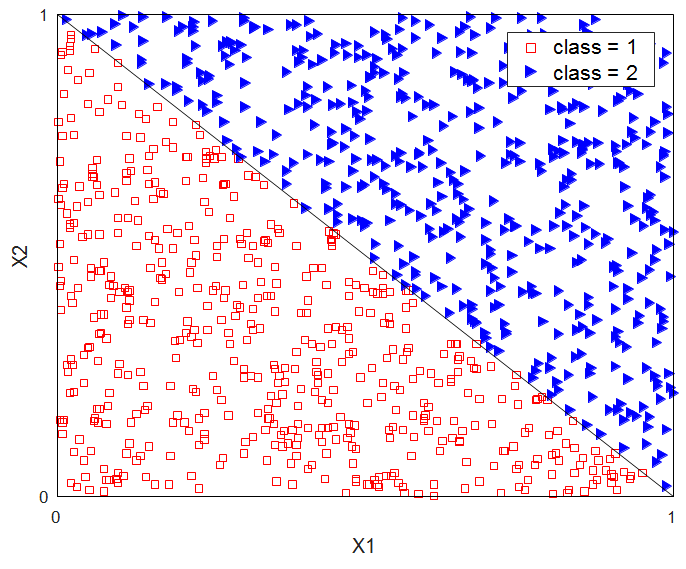 1
class = 1
class = 2
X2
0
0
1
X1